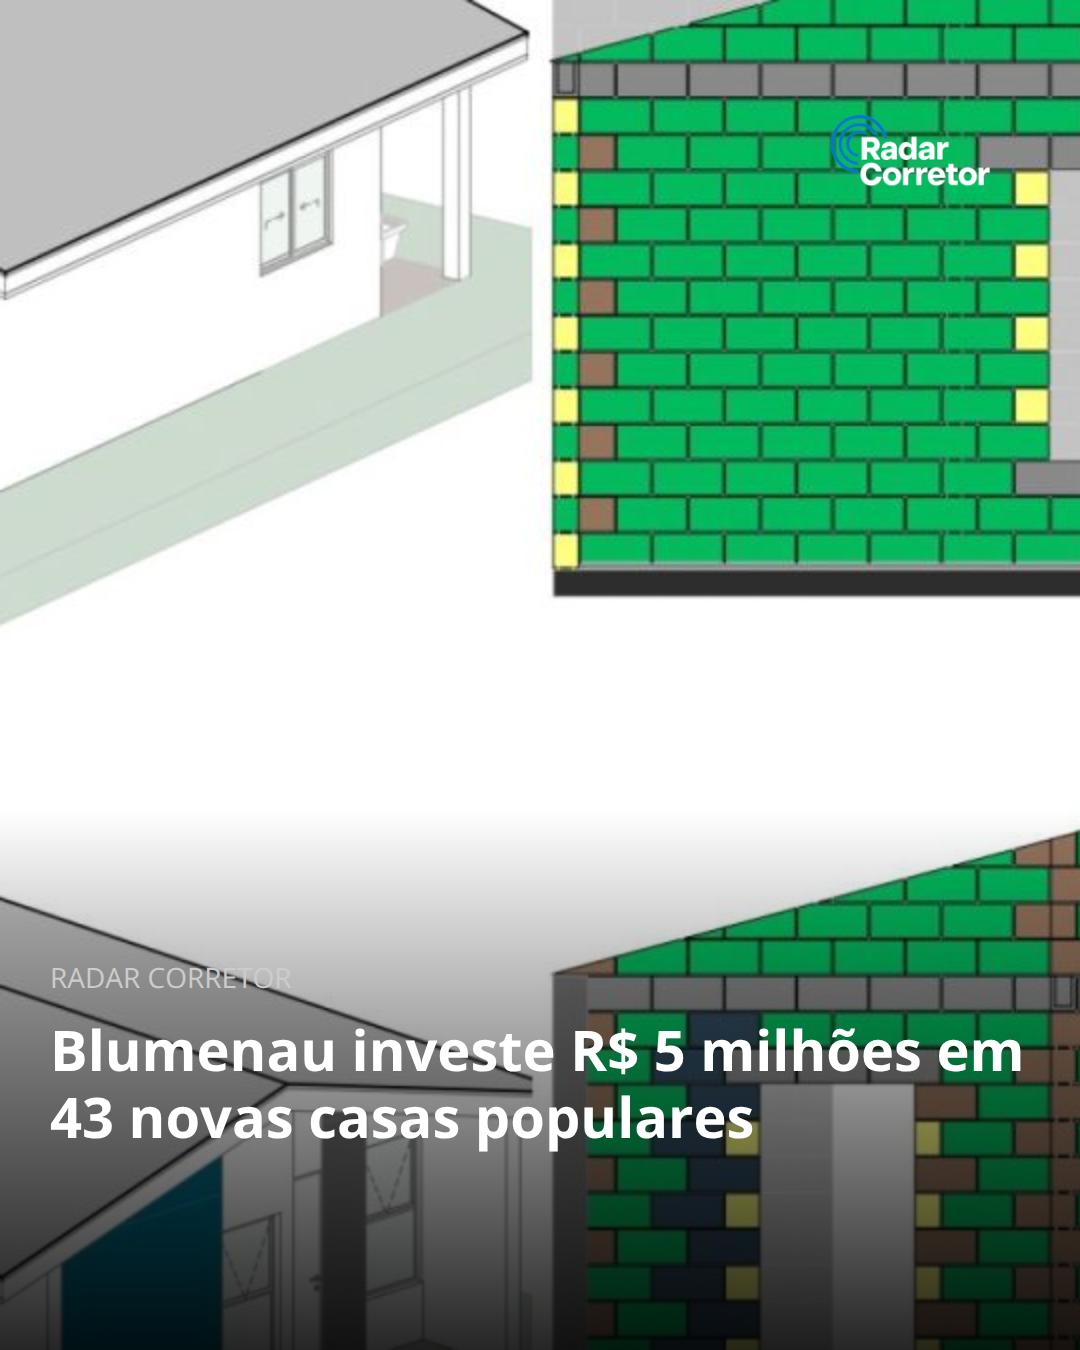 Radar
Corretor
RADAR CORRETOR
Blumenau investe R$ 5 milhões em
43 novas casas populares